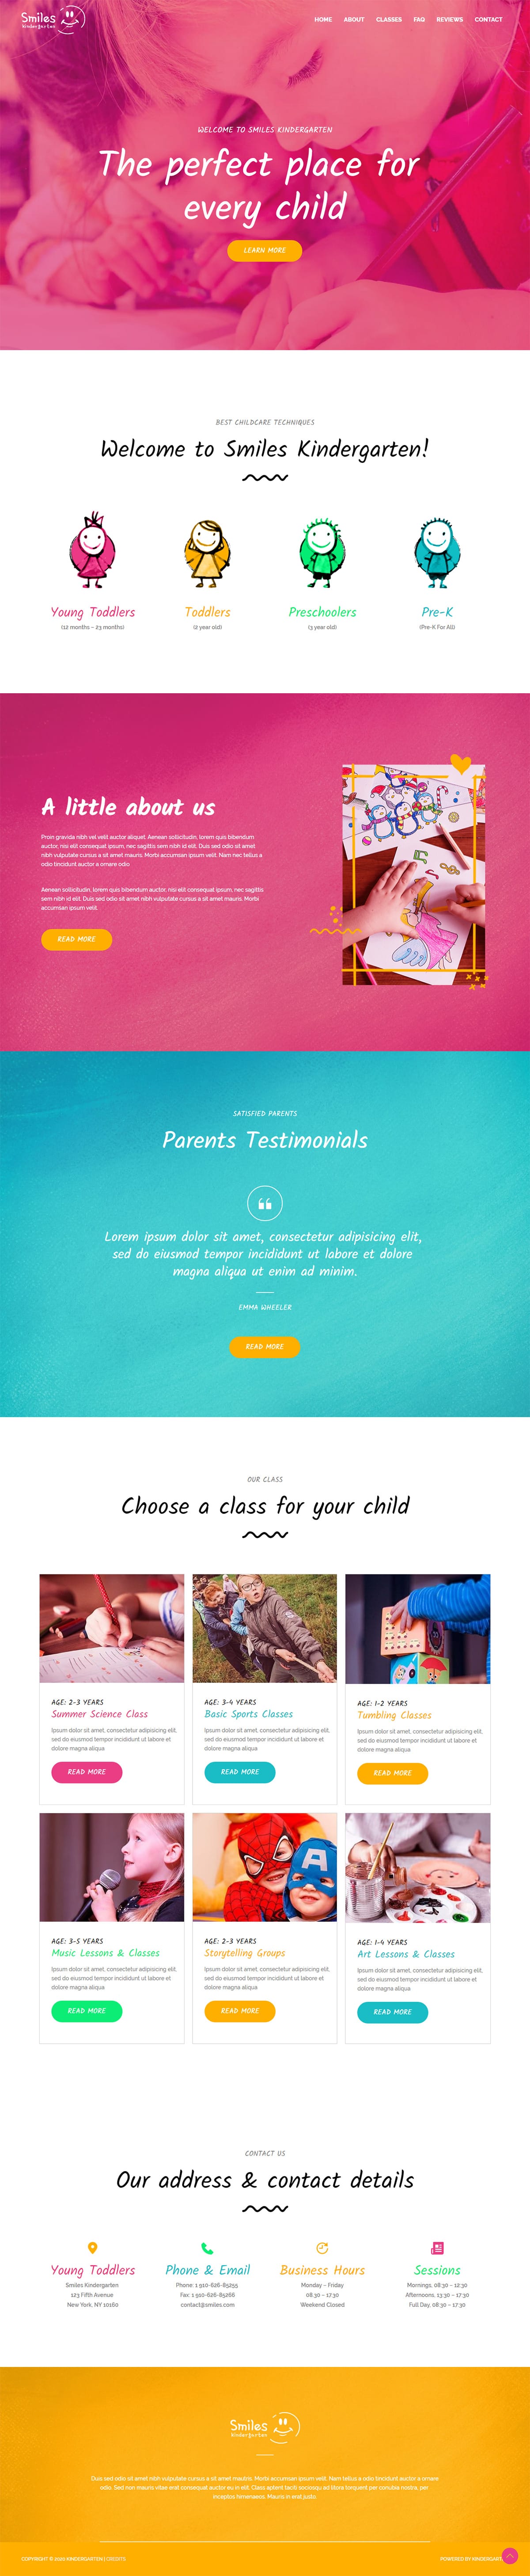 Smiles
kindergarten
HOME ABOUT CLASSES FAQ REVIEWS CONTACT
WELCOME TO SMILES KINDERGARTEN
The perfect place for
every child
LEARN MORE
BEST CHILDCARE TECHNIQUES
Welcome to Smiles Kindergarten!
Young Toddlers
(12 months – 23 months)
Toddlers
(2 year old)
Preschoolers
(3 year old)
Pre-K
(Pre-K For All)
A little about us
Proin gravida nibh vel velit auctor aliquet. Aenean sollicitudin, lorem quis bibendum
auctor, nisi elit consequat ipsum, nec sagittis sem nibh id elit. Duis sed odio sit amet
nibh vulputate cursus a sit amet mauris. Morbi accumsan ipsum velit. Nam nec tellus a
odio tincidunt auctor a ornare odio.
Aenean sollicitudin, lorem quis bibendum auctor, nisi elit consequat ipsum, nec sagittis
sem nibh id elit. Duis sed odio sit amet nibh vulputate cursus a sit amet mauris. Morbi
accumsan ipsum velit.
READ MORE
SATISFIED PARENTS
Parents Testimonials
Lorem ipsum dolor sit amet, consectetur adipisicing elit,
sed do eiusmod tempor incididunt ut labore et dolore
magna aliqua ut enim ad minim.
EMMA WHEELER
READ MORE
OUR CLASS
Choose a class for your child
AGE: 2-3 YEARS
Summer Science Class
Ipsum dolor sit amet, consectetur adipisicing elit,
sed do eiusmod tempor incididunt ut labore et
dolore magna aliqua
READ MORE
AGE: 3-4 YEARS
Basic Sports Classes
Ipsum dolor sit amet, consectetur adipisicing elit,
sed do eiusmod tempor incididunt ut labore et
dolore magna aliqua
READ MORE
AGE: 1-2 YEARS
Tumbling Classes
Ipsum dolor sit amet, consectetur adipisicing elit,
sed do eiusmod tempor incididunt ut labore et
dolore magna aliqua
READ MORE
AGE: 3-5 YEARS
Music Lessons & Classes
Ipsum dolor sit amet, consectetur adipisicing elit,
sed do eiusmod tempor incididunt ut labore et
dolore magna aliqua
READ MORE
AGE: 2-3 YEARS
Storytelling Groups
Ipsum dolor sit amet, consectetur adipisicing elit,
sed do eiusmod tempor incididunt ut labore et
dolore magna aliqua
READ MORE
A
AGE: 1-4 YEARS
Art Lessons & Classes
Ipsum dolor sit amet, consectetur adipisicing elit,
sed do eiusmod tempor incididunt ut labore et
dolore magna aliqua
READ MORE
CONTACT US
Our address & contact details
Young Toddlers
Smiles Kindergarten
123 Fifth Avenue
New York, NY 10160
Phone & Email
Phone: 1 910-626-85255
Fax: 1 910-626-85266
contact@smiles.com
Business Hours
Monday – Friday
08:30 – 17:30
Weekend Closed
Sessions
Mornings, 08:30 – 12:30
Afternoons, 13:30 – 17:30
Full Day, 08:30 – 17:30
Smiles
kindergarten
Duis sed odio sit amet nibh vulputate cursus a sit amet mauris. Morbi accumsan ipsum velit. Nam tellus a odio tincidunt auctor a ornare
odio. Sed non mauris vitae erat consequat auctor eu in elit. Class aptent taciti sociosqu ad litora torquent per conubia nostra, per
inceptos himenaeos. Mauris in erat justo.
COPYRIGHT © 2020 KINDERGARTEN | CREDITS
POWERED BY KINDERGART